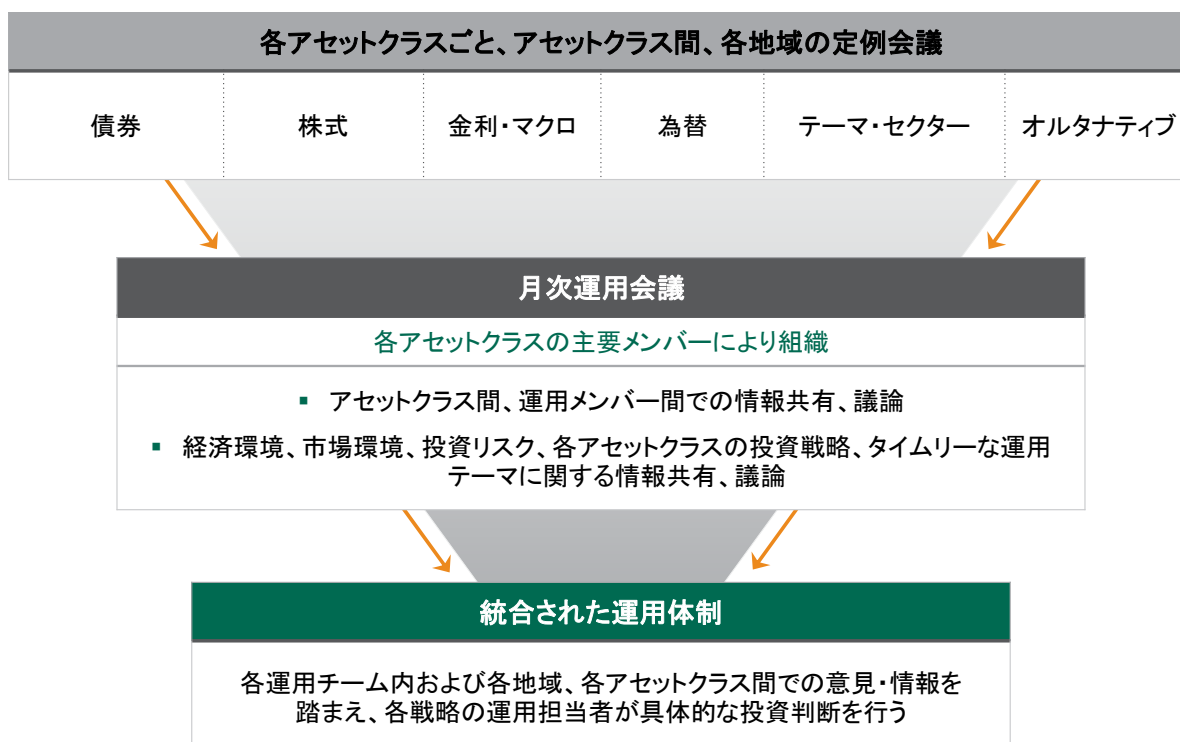 各アセットクラスごと、アセットクラス間、各地域の定例会議
債券
株式
金利・マクロ
為替
テーマ・セクター
オルタナティブ
月次運用会議
各アセットクラスの主要メンバーにより組織
▪ アセットクラス間、運用メンバー間での情報共有、議論
▪ 経済環境、市場環境、投資リスク、各アセットクラスの投資戦略、タイムリーな運用
テーマに関する情報共有、議論
統合された運用体制
各運用チーム内および各地域、各アセットクラス間での意見・情報を
踏まえ、各戦略の運用担当者が具体的な投資判断を行う